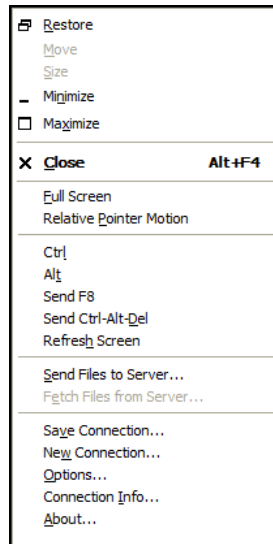 Restore
Move
Size
Minimize
Maximize
Close Alt+F4
Full Screen
Relative Pointer Motion
Ctrl
Alt
Send F8
Send Ctrl-Alt-Del
Refresh Screen
Send Files to Server...
Fetch Files from Server...
Save Connection...
New Connection...
Options...
Connection Info...
About...